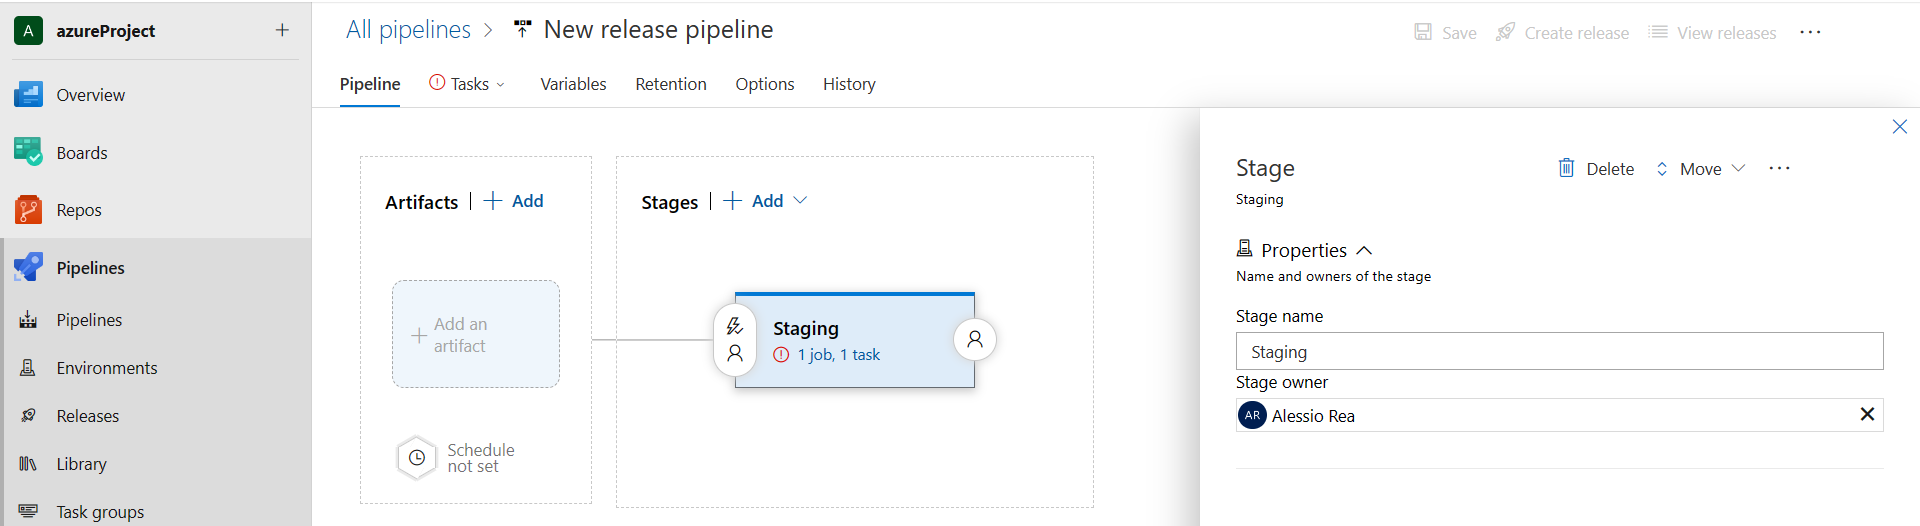 A azureProject +
Overview
Boards
Repos
Pipelines
Pipelines
Environments
Releases
Library
Task groups
All pipelines > New release pipeline
Save Create release View releases ...
Pipeline Tasks Variables Retention Options History
Artifacts | + Add
+ Add an
artifact
Schedule
not set
Stages | + Add
Staging
1 job, 1 task
Stage
Delete Move ...
Staging
Properties
Name and owners of the stage
Stage name
Staging
Stage owner
AR Alessio Rea